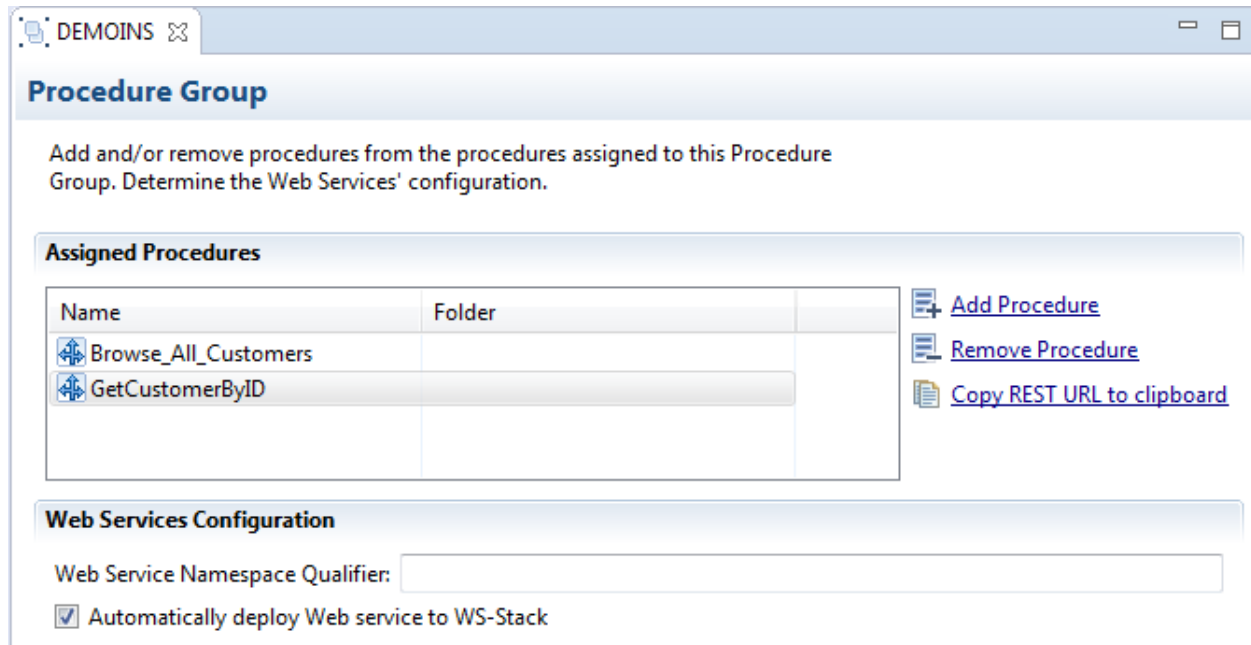 DEMOINS
Procedure Group
Add and/or remove procedures from the procedures assigned to this Procedure
Group. Determine the Web Services' configuration.
Assigned Procedures
Name Folder
Browse_All_Customers
GetCustomerByID
Add Procedure
Remove Procedure
Copy REST URL to clipboard
Web Services Configuration
Web Service Namespace Qualifier:
Automatically deploy Web service to WS-Stack